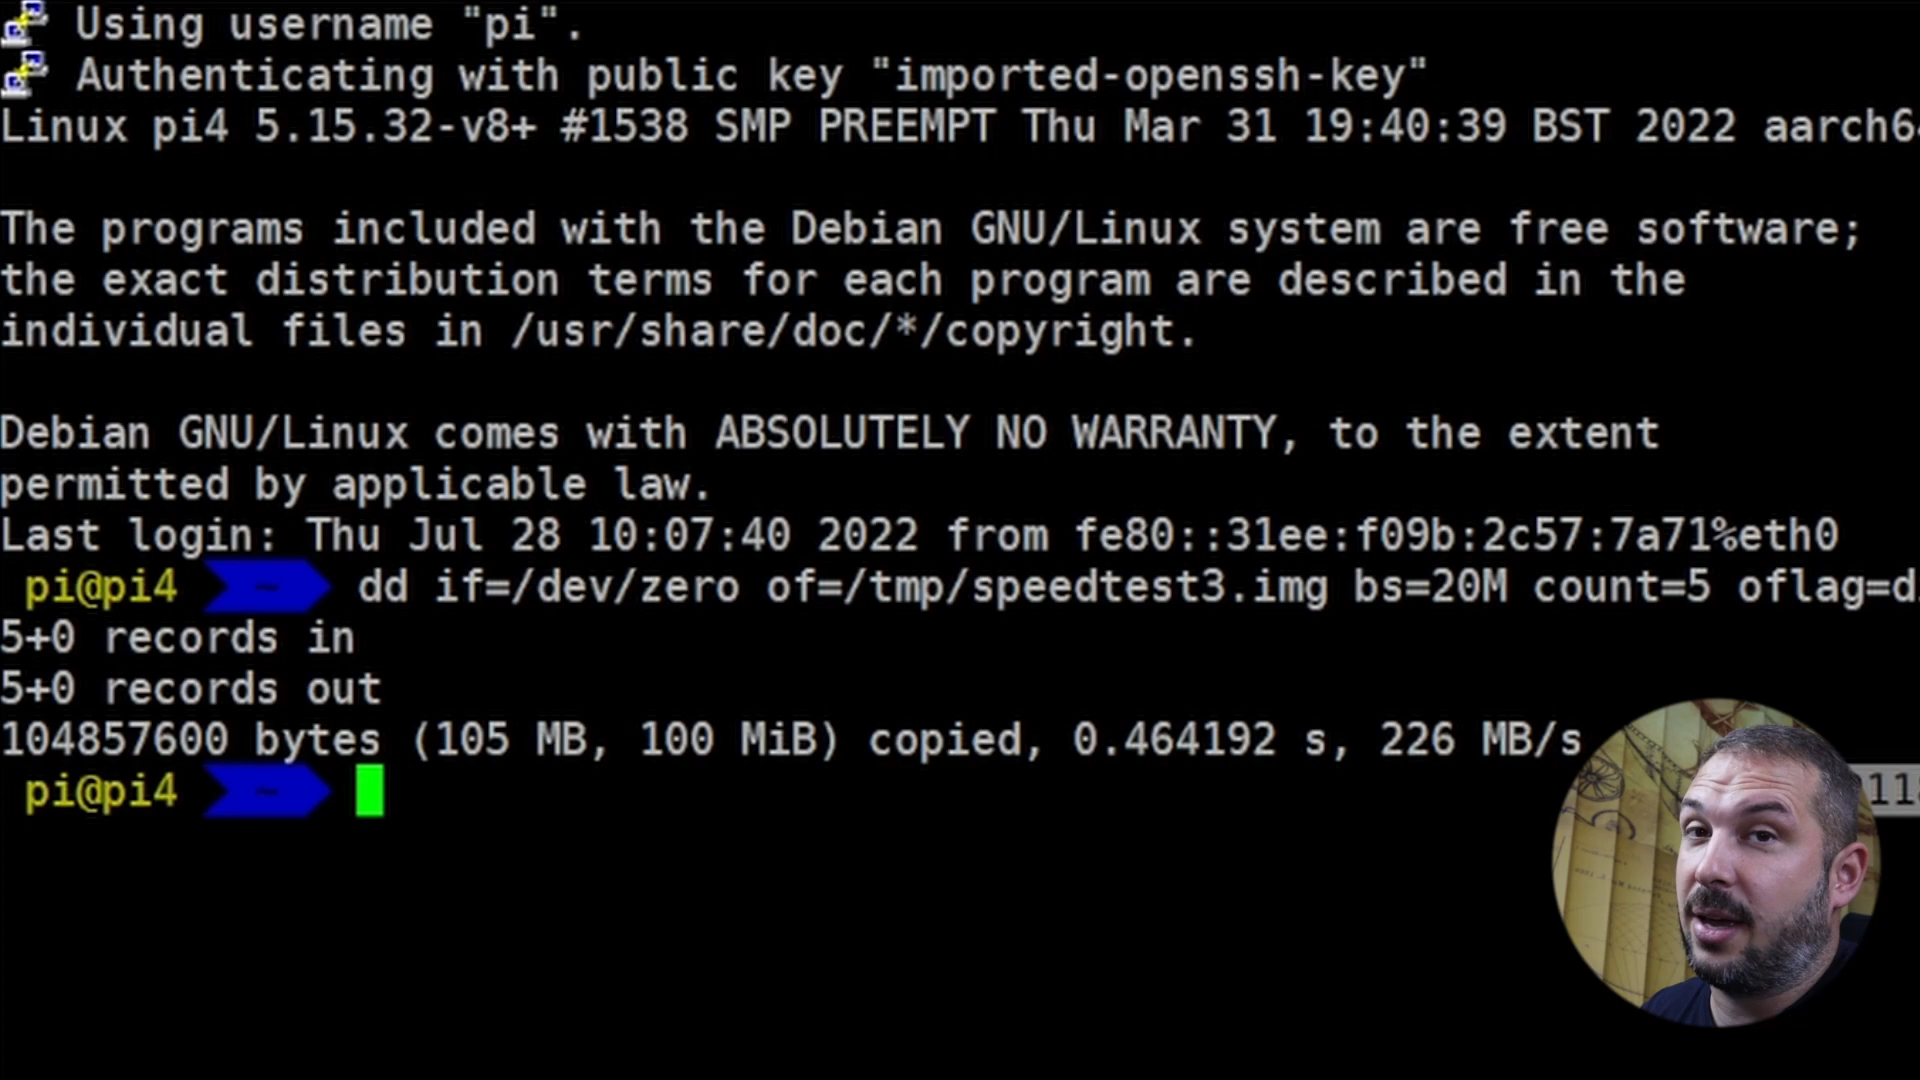 Using username "pi".
Authenticating with public key "imported-openssh-key"
Linux pi4 5.15.32-v8+ #1538 SMP PREEMPT Thu Mar 31 19:40:39 BST 2022 aarch6
The programs included with the Debian GNU/Linux system are free software;
the exact distribution terms for each program are described in the
individual files in /usr/share/doc/*/copyright.
Debian GNU/Linux comes with ABSOLUTELY NO WARRANTY, to the extent
permitted by applicable law.
Last login: Thu Jul 28 10:07:40 2022 from fe80::31ee:f09b:2c57:7a71%eth0
pi@pi4 ~ dd if=/dev/zero of=/tmp/speedtest3.img bs=20M count=5 oflag=d
5+0 records in
5+0 records out
104857600 bytes (105 MB, 100 MiB) copied, 0.464192 s, 226 MB/s
pi@pi4 ~